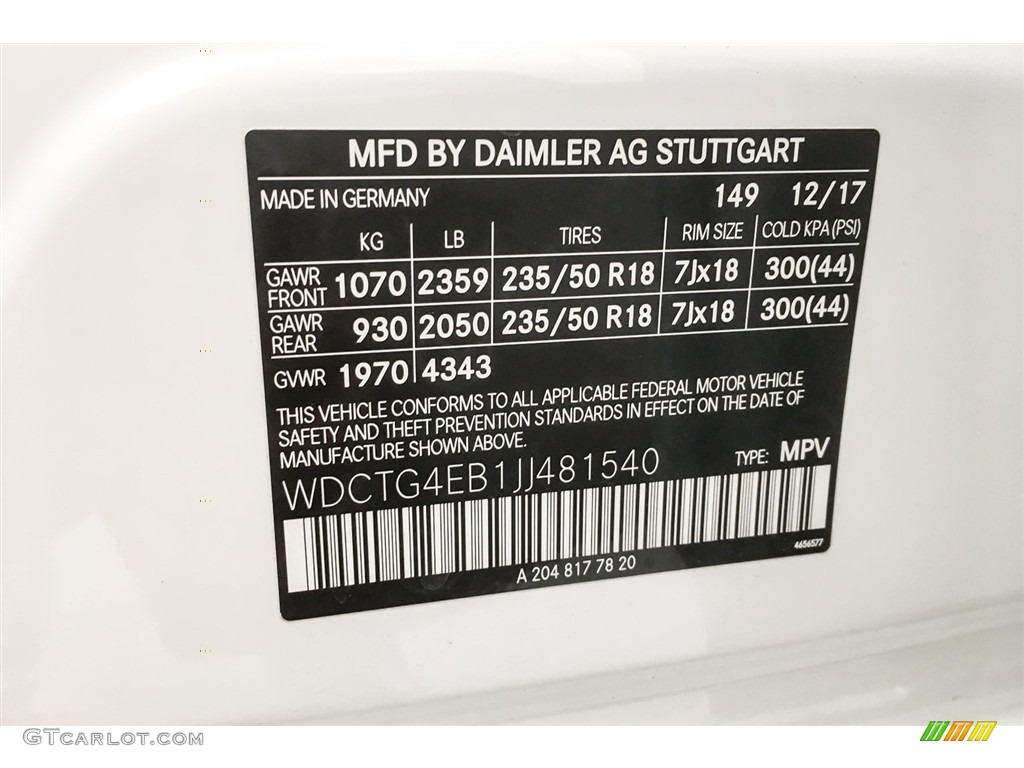 MFD BY DAIMLER AG STUTTGART
MADE IN GERMANY 149 12/17
KG LB TIRES RIM SIZE COLD KPA (PSI)
GAWR FRONT 1070 2359 235/50 R18 7Jx18 300(44)
GAWR REAR 930 2050 235/50 R18 7Jx18 300(44)
GVWR 1970 4343
THIS VEHICLE CONFORMS TO ALL APPLICABLE FEDERAL MOTOR VEHICLE
SAFETY AND THEFT PREVENTION STANDARDS IN EFFECT ON THE DATE OF
MANUFACTURE SHOWN ABOVE.
WDCTG4EB1JJ481540 TYPE: MPV
4656577
A 204 817 78 20
GTCARLOT.COM